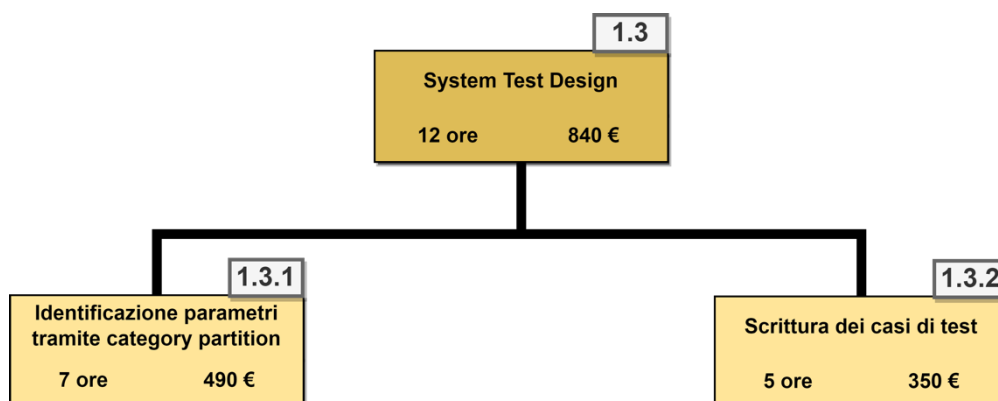 1.3
System Test Design
12 ore 840 €
1.3.1
Identificazione parametri
tramite category partition
7 ore 490 €
1.3.2
Scrittura dei casi di test
5 ore 350 €